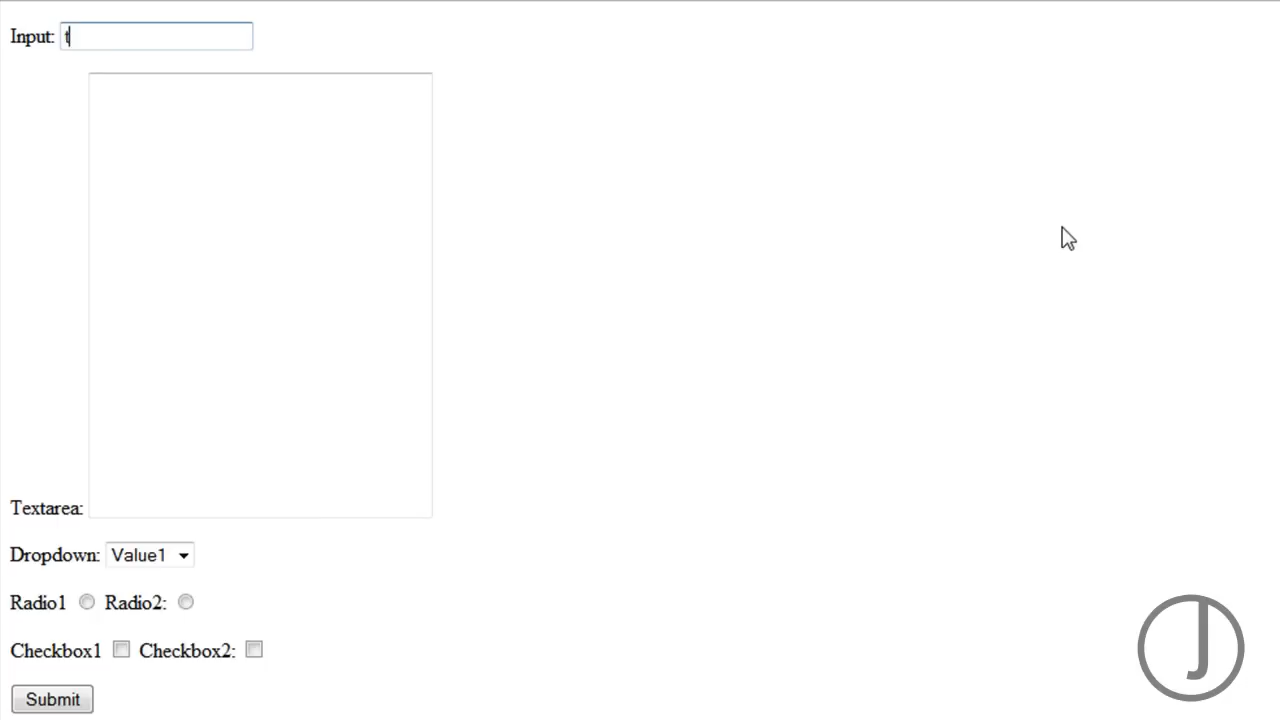 Input: t
Textarea:
Dropdown: Value1
Radio1 Radio2:
Checkbox1 Checkbox2:
Submit
J